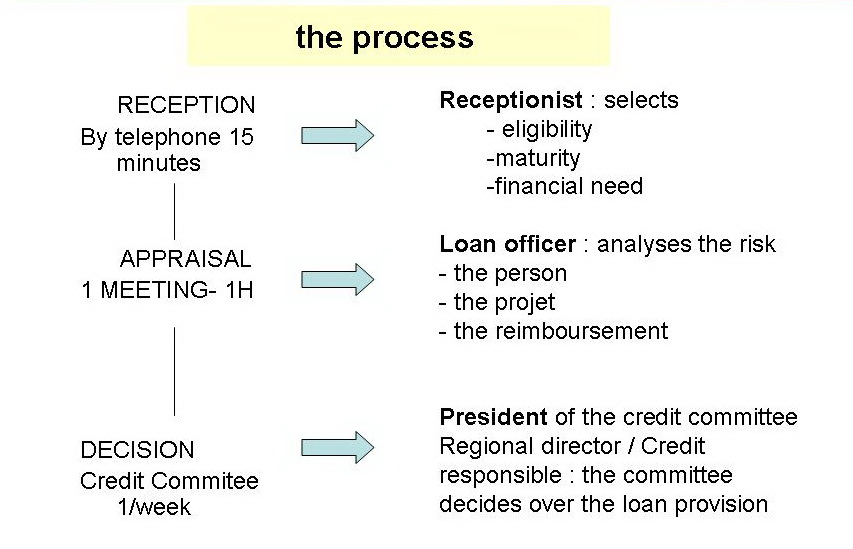 the process
RECEPTION
By telephone 15
minutes
Receptionist : selects
- eligibility
-maturity
-financial need
APPRAISAL
1 MEETING- 1H
Loan officer : analyses the risk
- the person
- the projet
- the reimboursement
DECISION
Credit Commitee
1/week
President of the credit committee
Regional director / Credit
responsible : the committee
decides over the loan provision